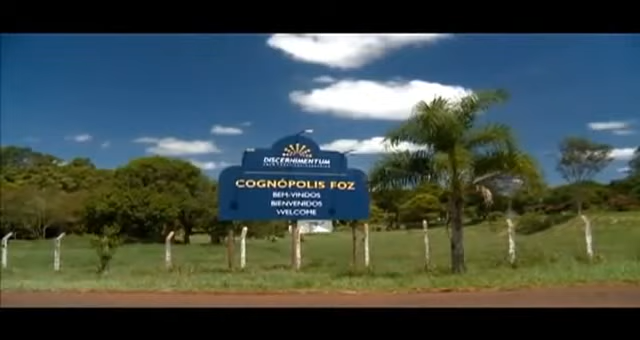 DISCERNIMENTUM
COGNÓPOLIS FOZ
BEM-VINDOS
BIENVENIDOS
WELCOME